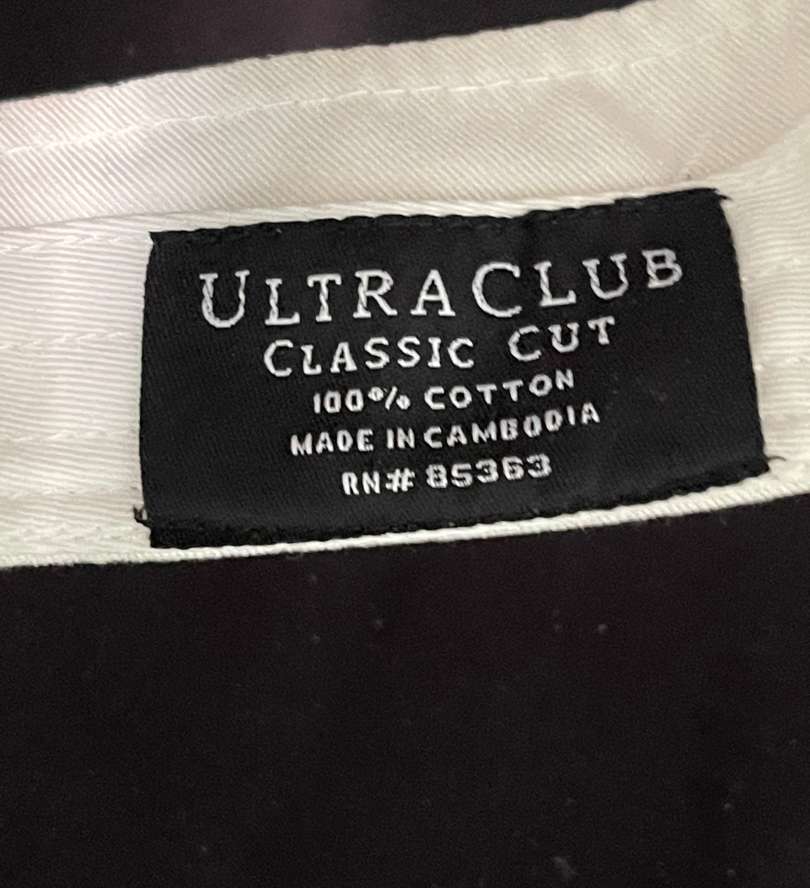 ULTRACLUB
CLASSIC CUT
100% COTTON
MADE IN CAMBODIA
RN# 85363